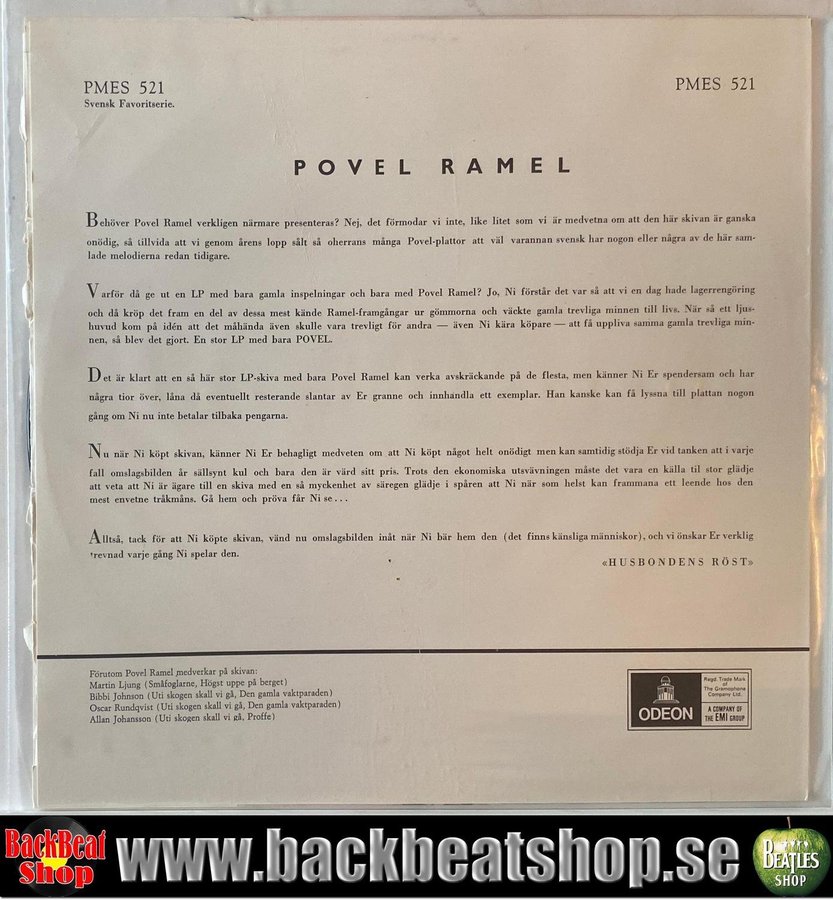 PMES 521
PMES 521
Svensk Favoritserie.
POVEL RAMEL
Behöver Povel Ramel verkligen närmare presenteras? Nej, det förmodar vi inte, like litet som vi är medvetna om att den här skivan är ganska
onödig, så tillvida att vi genom årens lopp sålt så oherrans många Povel-plattor att väl varannan svensk har nogon eller några av de här sam-
lade melodierna redan tidigare.
Varför då ge ut en LP med bara gamla inspelningar och bara med Povel Ramel? Jo, Ni förstår det var så att vi en dag hade lagerrengöring
och då kröp det fram en del av dessa mest kände Ramel-framgångar ur gömmorna och väckte gamla trevliga minnen till livs. När så ett ljus-
huvud kom på idén att det måhända även skulle vara trevligt för andra — även Ni kära köpare — att få uppliva samma gamla trevliga min-
nen, så blev det gjort. En stor LP med bara POVEL.
Det är klart att en så här stor LP-skiva med bara Povel Ramel kan verka avskräckande på de flesta, men känner Ni Er spendersam och har
några tior över, låna då eventuellt resterande slantar av Er granne och innhandla ett exemplar. Han kanske kan få lyssna till plattan nogon
gång om Ni nu inte betalar tilbaka pengarna.
Nu när Ni köpt skivan, känner Ni Er behagligt medveten om att Ni köpt något helt onödigt men kan samtidig stödja Er vid tanken att i varje
fall omslagsbilden år sällsynt kul och bara den är värd sitt pris. Trots den ekonomiska utsvävningen måste det vara en källa til stor glädje
att veta att Ni är ägare till en skiva med en så myckenhet av säregen glädje i spåren att Ni när som helst kan frammana ett leende hos den
mest envetne tråkmåns. Gå hem och pröva får Ni se...
Alltså, tack för att Ni köpte skivan, vänd nu omslagsbilden inåt när Ni bär hem den (det finns känsliga människor), och vi önskar Er verklig
trevnad varje gång Ni spelar den.
«HUSBONDENS RÖST»
Förutom Povel Ramel medverkar på skivan:
Martin Ljung (Småfoglarne, Högst uppe på berget)
Bibbi Johnson (Uti skogen skall vi gå, Den gamla vaktparaden)
Oscar Rundqvist (Uti skogen skall vi gå, Den gamla vaktparaden)
Allan Johansson (Uti skogen skall vi gå, Proffe)
ODEON
Regd. Trade Mark
of
The Gramophone
Company Ltd.
A COMPANY OF
THE EMI GROUP
BackBeat
Shop
www.backbeatshop.se
BEATLES
SHOP